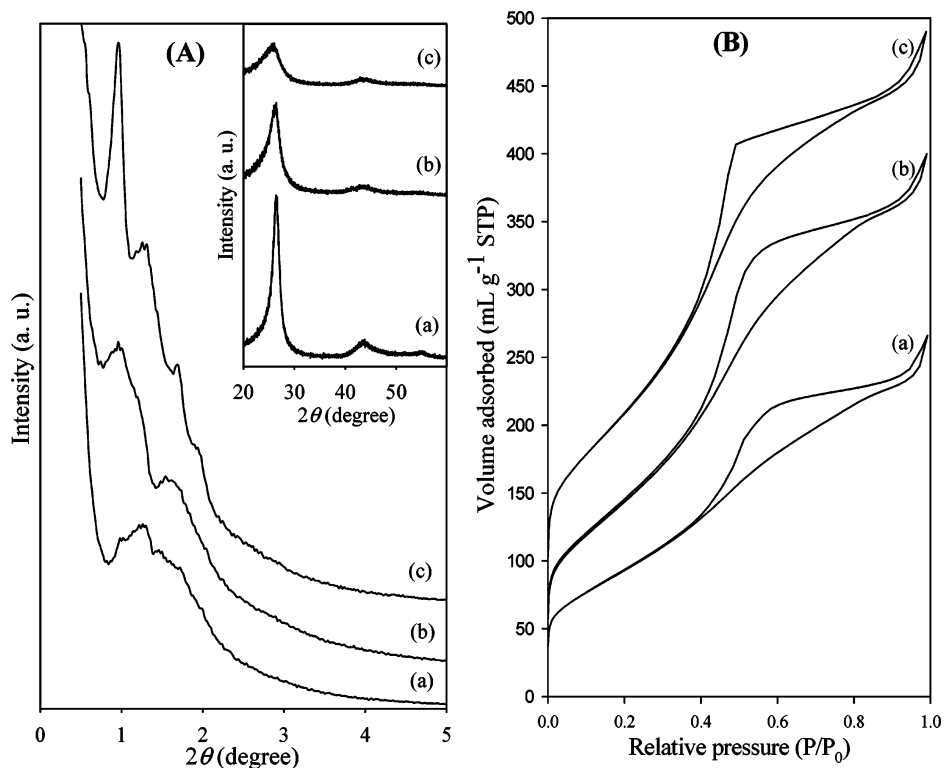 (A)
Intensity (a. u.)
(c)
(b)
(a)
0
1
2
3
4
5
2θ (degree)
Intensity (a. u.)
(c)
(b)
(a)
20
30
40
50
2θ (degree)
(B)
Volume adsorbed (mL g-1 STP)
500
450
400
350
300
250
200
150
100
50
0
(c)
(b)
(a)
0.0
0.2
0.4
0.6
0.8
1.0
Relative pressure (P/P0)